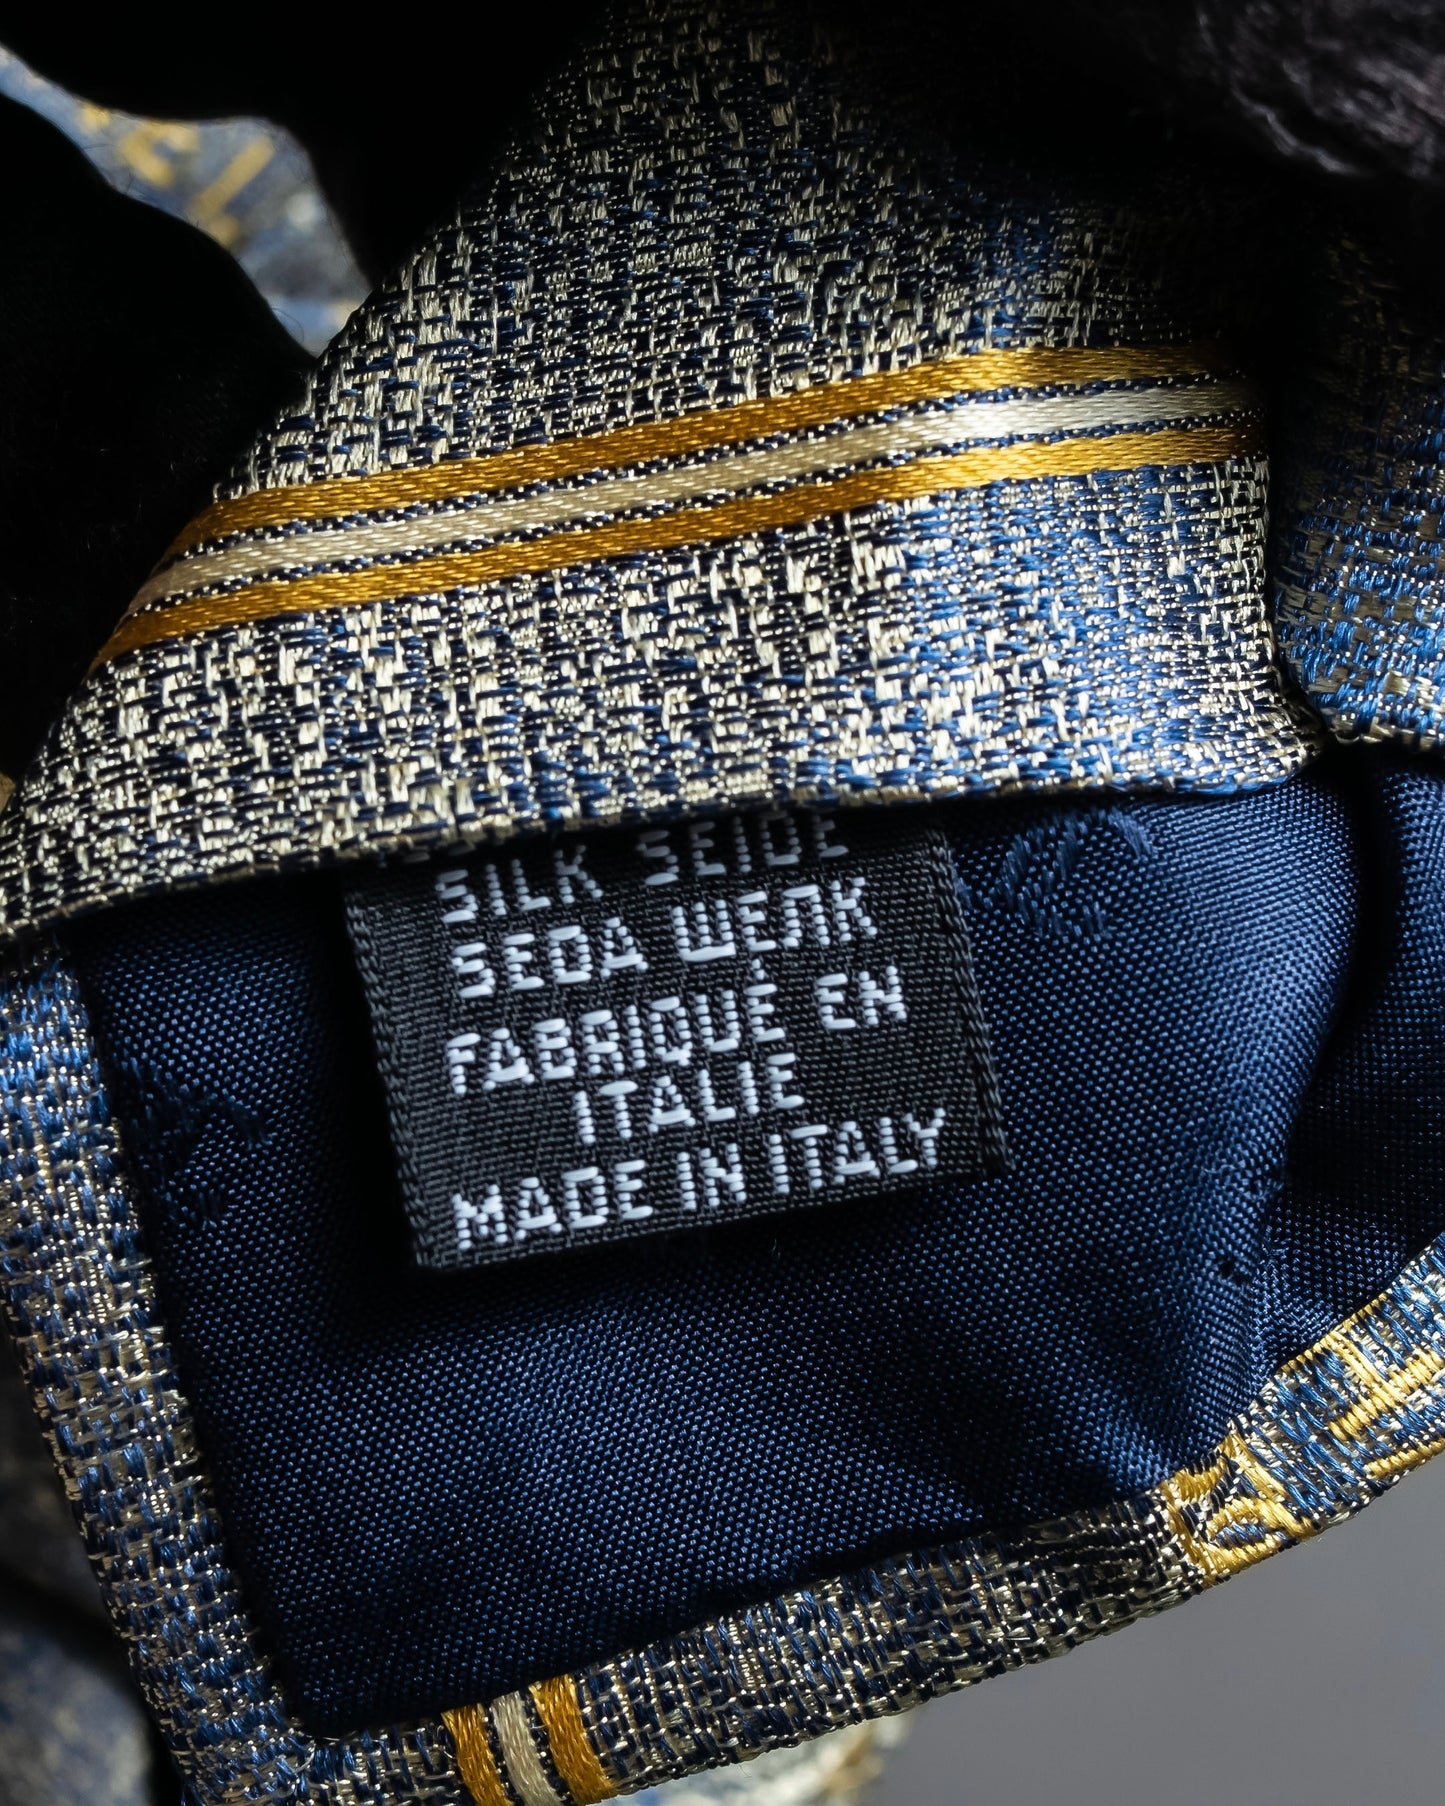 SILK SEIDE
SEDA ШЕЛК
FABRIQUÉ EN
ITALIE
MADE IN ITALY